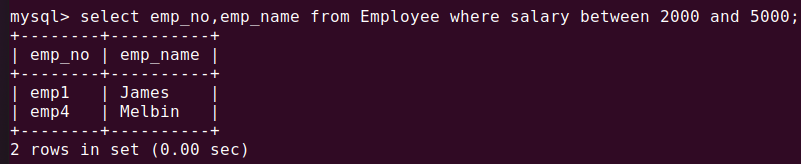 mysql> select emp_no,emp_name from Employee where salary between 2000 and 5000;
+--------+----------+
| emp_no | emp_name |
+--------+----------+
| emp1   | James    |
| emp4   | Melbin   |
+--------+----------+
2 rows in set (0.00 sec)